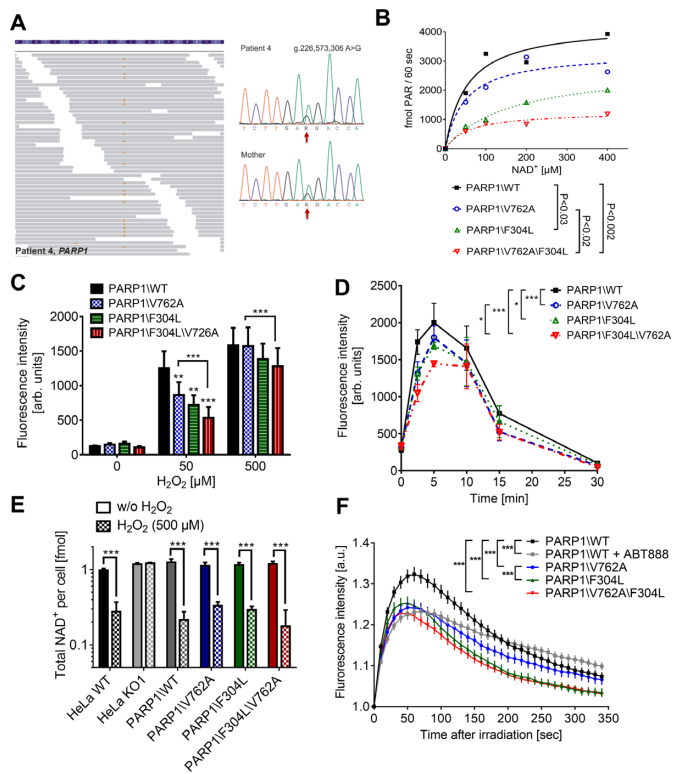 A
Patient 4
g.226,573,306 A>G
T C T T G A R G A C C A
Mother
T C T T G A R G A C C A
Patient 4, PARP1
B
fmol PAR / 60 sec
4000
3000
2000
1000
0
0 100 200 300 400
NAD+ [µM]
PARP1\WT
PARP1\V762A
PARP1\F304L
PARP1\V762A\F304L
P<0.03
P<0.02
P<0.002
C
PARP1\WT
PARP1\V762A
PARP1\F304L
PARP1\F304L\V726A
Fluorescence intensity
[arb. units]
2000
1500
1000
500
0
***
***
** ** ***
0 50 500
H2O2 [µM]
D
Fluorescence intensity
[arb. units]
2500
2000
1500
1000
500
0
0 5 10 15 20 25 30
Time [min]
* *** * ***
PARP1\WT
PARP1\V762A
PARP1\F304L
PARP1\F304L\V762A
E
w/o H2O2
H2O2 (500 µM)
Total NAD+ per cell [fmol]
1
0.1
*** *** *** *** ***
HeLa WT
HeLa KO1
PARP1\WT
PARP1\V762A
PARP1\F304L
PARP1\F304L\V762A
F
Flurorescence intensity [a.u.]
1.4
1.3
1.2
1.1
1.0
0 50 100 150 200 250 300 350
Time after irradiation [sec]
*** *** *** ***
***
PARP1\WT
PARP1\WT + ABT888
PARP1\V762A
PARP1\F304L
PARP1\V762A\F304L